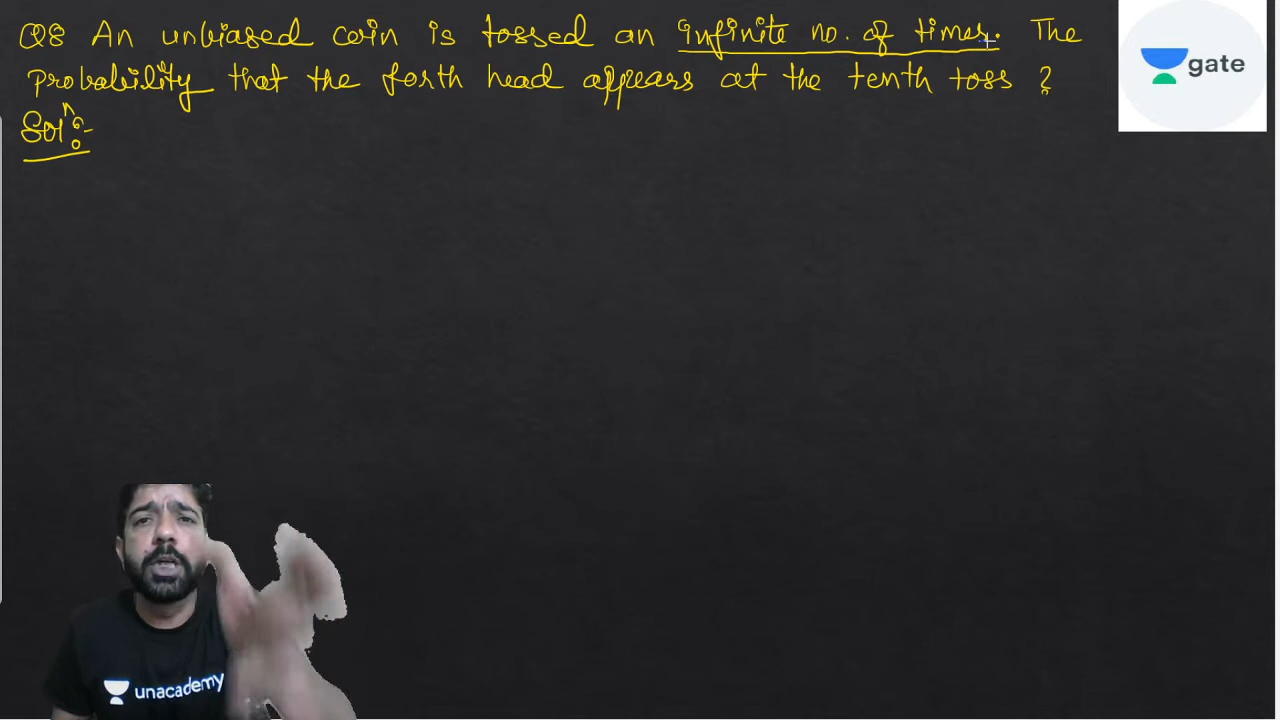 Q8 An unbiased coin is tossed an infinite no. of times. The
probability that the forth head appears at the tenth toss ?
Solⁿ:-
gate
unacademy